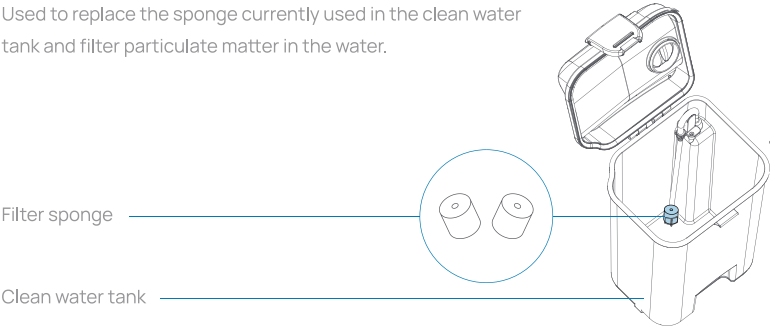 Used to replace the sponge currently used in the clean water
tank and filter particulate matter in the water.
Filter sponge
Clean water tank